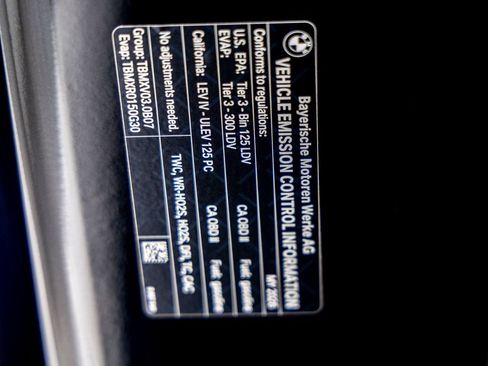 BMW
Bayerische Motoren Werke AG
VEHICLE EMISSION CONTROL INFORMATION
Conforms to regulations: MY 2026
U.S. EPA: Tier 3 - Bin 125 LDV CA OBD II Fuel: gasoline
EVAP: Tier 3 - 300 LDV
California: LEV IV - ULEV 125 PC CA OBD II Fuel: gasoline
No adjustments needed. TWC, WR-HO2S, HO2S, DFI, TC, CAC
Group: TBMXV03.0B07
Evap: TBMXR0150G30